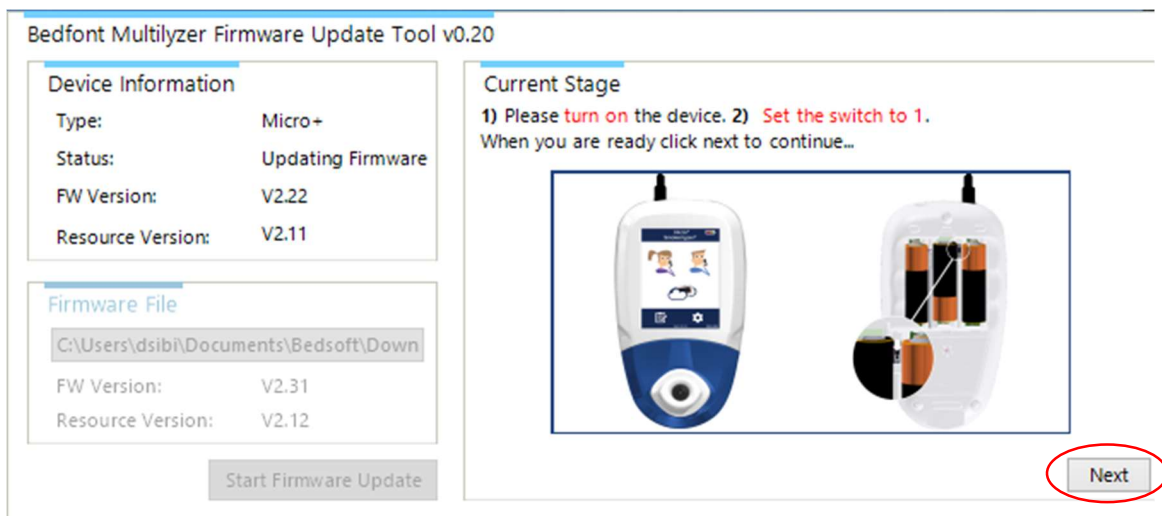 Bedfont Multilyzer Firmware Update Tool v0.20
Device Information
Type: Micro+
Status: Updating Firmware
FW Version: V2.22
Resource Version: V2.11
Firmware File
C:\Users\dsibi\Documents\Bedsoft\Down
FW Version: V2.31
Resource Version: V2.12
Start Firmware Update
Current Stage
1) Please turn on the device. 2) Set the switch to 1.
When you are ready click next to continue...
Next